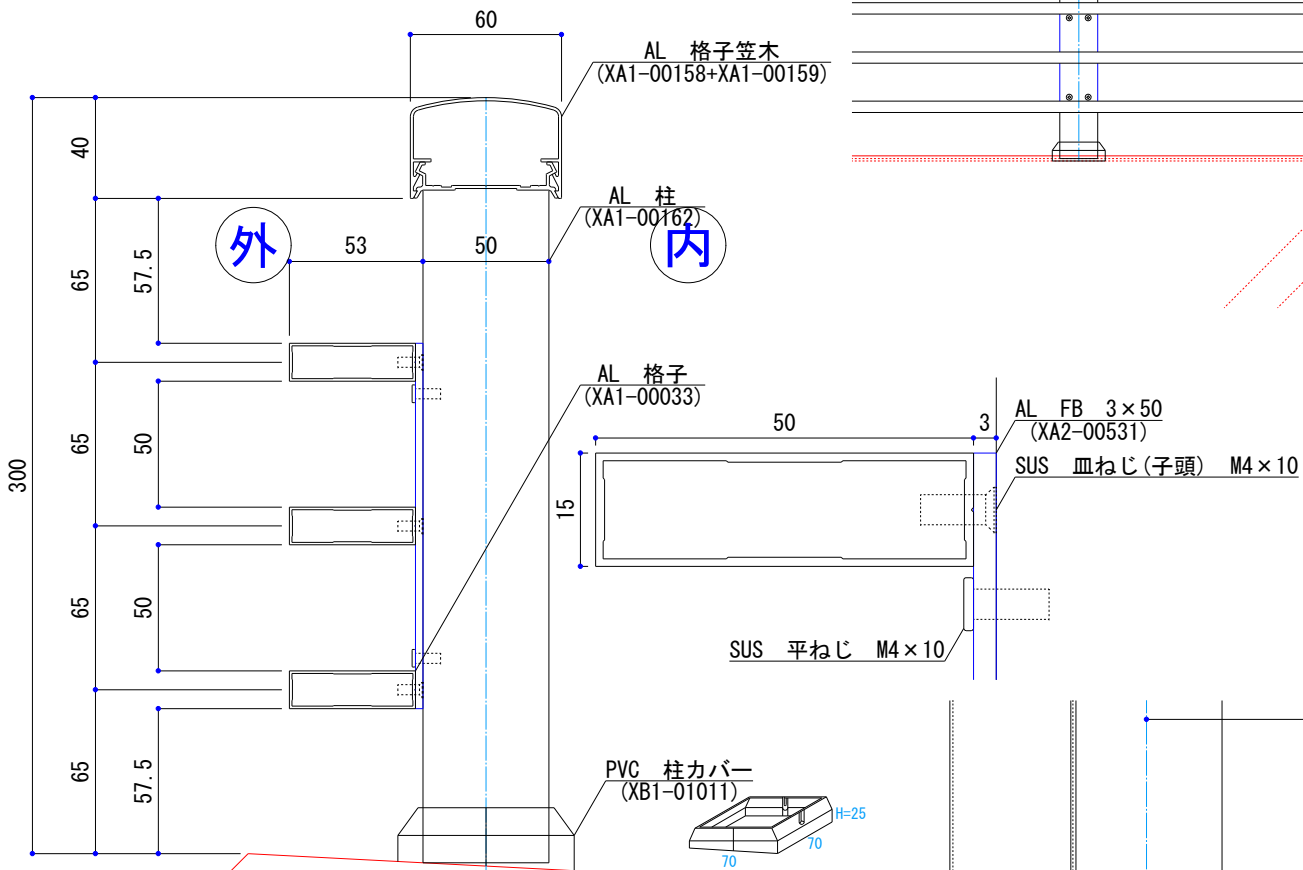 60
AL 格子笠木
(XA1-00158+XA1-00159)
40
AL 柱
(XA1-00162)
外
内
53
50
65
57.5
AL 格子
(XA1-00033)
50
3
AL FB 3×50
(XA2-00531)
SUS 皿ねじ(子頭) M4×10
65
50
300
15
65
50
SUS 平ねじ M4×10
65
57.5
PVC 柱カバー
(XB1-01011)
H=25
70
70